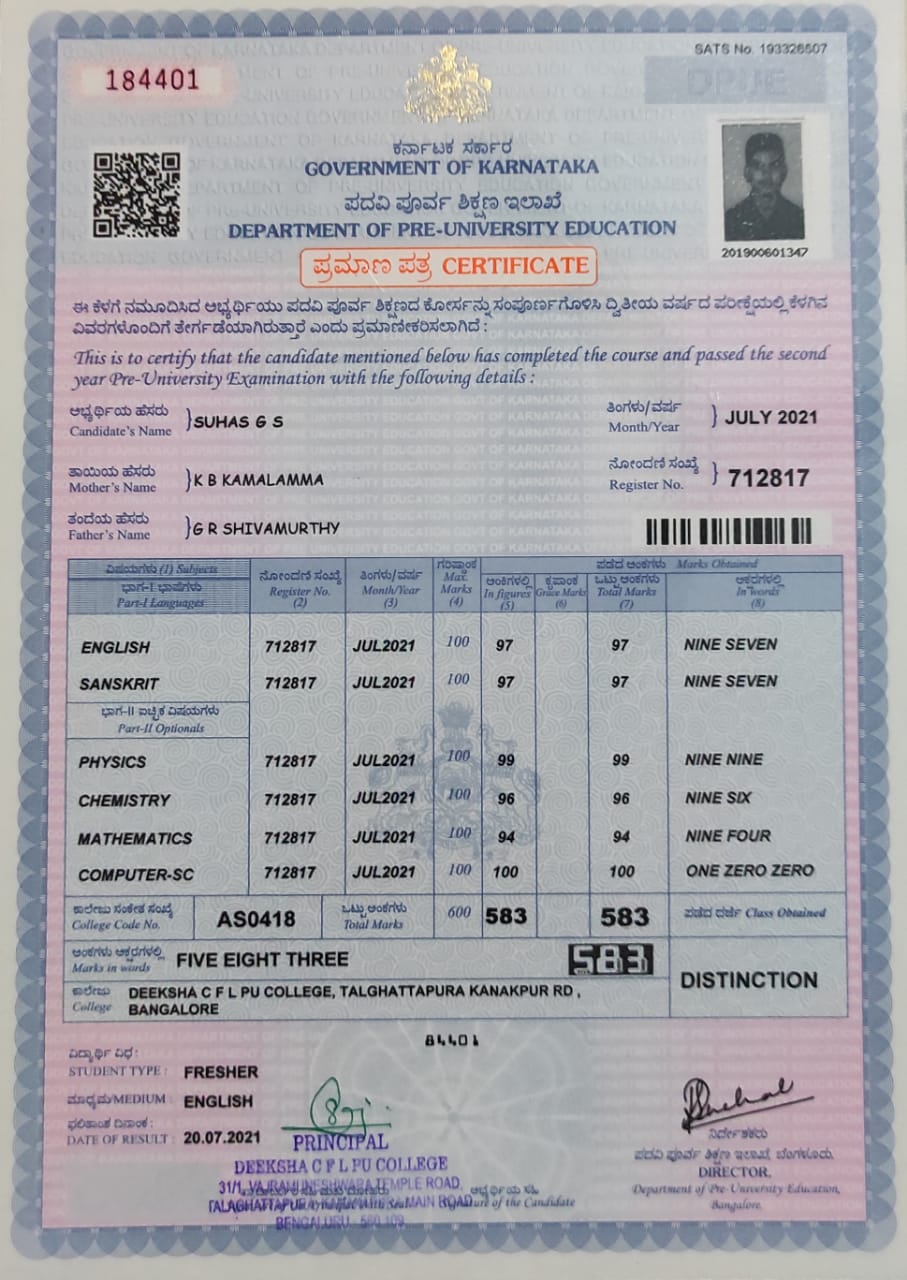 SATS No. 193326607
184401
DPUE
ಕರ್ನಾಟಕ ಸರ್ಕಾರ
GOVERNMENT OF KARNATAKA
ಪದವಿ ಪೂರ್ವ ಶಿಕ್ಷಣ ಇಲಾಖೆ
DEPARTMENT OF PRE-UNIVERSITY EDUCATION
201900601347
ಪ್ರಮಾಣ ಪತ್ರ CERTIFICATE
ಈ ಕೆಳಗೆ ನಮೂದಿಸಿದ ಅಭ್ಯರ್ಥಿಯು ಪದವಿ ಪೂರ್ವ ಶಿಕ್ಷಣದ ಕೋರ್ಸನ್ನು ಸಂಪೂರ್ಣಗೊಳಿಸಿ ದ್ವಿತೀಯ ವರ್ಷದ ಪರೀಕ್ಷೆಯಲ್ಲಿ ಕೆಳಗಿನ
ವಿವರಗಳೊಂದಿಗೆ ತೇರ್ಗಡೆಯಾಗಿರುತ್ತಾರೆ ಎಂದು ಪ್ರಮಾಣೀಕರಿಸಲಾಗಿದೆ :
This is to certify that the candidate mentioned below has completed the course and passed the second
year Pre-University Examination with the following details :
ಅಭ್ಯರ್ಥಿಯ ಹೆಸರು
Candidate's Name } SUHAS G S
ತಿಂಗಳು/ವರ್ಷ
Month/Year } JULY 2021
ತಾಯಿಯ ಹೆಸರು
Mother's Name } K B KAMALAMMA
ನೋಂದಣಿ ಸಂಖ್ಯೆ
Register No. } 712817
ತಂದೆಯ ಹೆಸರು
Father's Name } G R SHIVAMURTHY
ವಿಷಯಗಳು (1) Subjects
ಭಾಗ-I ಭಾಷೆಗಳು
Part-I Languages
ನೋಂದಣಿ ಸಂಖ್ಯೆ
Register No.
(2)
ತಿಂಗಳು/ವರ್ಷ
Month/Year
(3)
ಗರಿಷ್ಠಾಂಕ
Max.
Marks
(4)
ಪಡೆದ ಅಂಕಗಳು Marks Obtained
ಅಂಕಿಗಳಲ್ಲಿ
In figures
(5)
ಕೃಪಾಂಕ
Grace Marks
(6)
ಒಟ್ಟು ಅಂಕಗಳು
Total Marks
(7)
ಅಕ್ಷರಗಳಲ್ಲಿ
In words
(8)
ENGLISH 712817 JUL2021 100 97 97 NINE SEVEN
SANSKRIT 712817 JUL2021 100 97 97 NINE SEVEN
ಭಾಗ-II ಐಚ್ಛಿಕ ವಿಷಯಗಳು
Part-II Optionals
PHYSICS 712817 JUL2021 100 99 99 NINE NINE
CHEMISTRY 712817 JUL2021 100 96 96 NINE SIX
MATHEMATICS 712817 JUL2021 100 94 94 NINE FOUR
COMPUTER-SC 712817 JUL2021 100 100 100 ONE ZERO ZERO
ಕಾಲೇಜು ಸಂಕೇತ ಸಂಖ್ಯೆ
College Code No. AS0418
ಒಟ್ಟು ಅಂಕಗಳು
Total Marks 600 583 583
ಪಡೆದ ದರ್ಜೆ Class Obtained
ಅಂಕಗಳು ಅಕ್ಷರಗಳಲ್ಲಿ
Marks in words FIVE EIGHT THREE 583
DISTINCTION
ಕಾಲೇಜು
College DEEKSHA C F L PU COLLEGE, TALGHATTAPURA KANAKPUR RD ,
BANGALORE
84401
ವಿದ್ಯಾರ್ಥಿ ವಿಧ :
STUDENT TYPE : FRESHER
ಮಾಧ್ಯಮ/MEDIUM : ENGLISH
ಫಲಿತಾಂಶ ದಿನಾಂಕ :
DATE OF RESULT : 20.07.2021
PRINCIPAL
DEEKSHA C F L PU COLLEGE
31/1, VAJRAMUNESHWARA TEMPLE ROAD,
MAIN ROAD
BENGALURU - 560 109
ಅಭ್ಯರ್ಥಿಯ ಸಹಿ
Signature of the Candidate
ನಿರ್ದೇಶಕರು
ಪದವಿ ಪೂರ್ವ ಶಿಕ್ಷಣ ಇಲಾಖೆ, ಬೆಂಗಳೂರು.
DIRECTOR,
Department of Pre-University Education,
Bangalore.